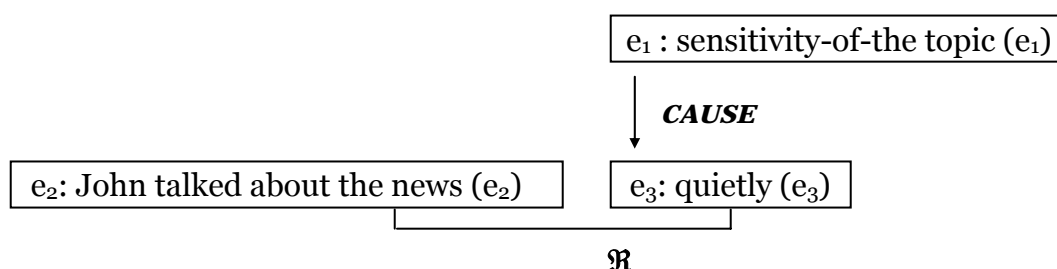 e₁ : sensitivity-of-the topic (e₁)
CAUSE
e₂: John talked about the news (e₂)
e₃: quietly (e₃)
ℜ